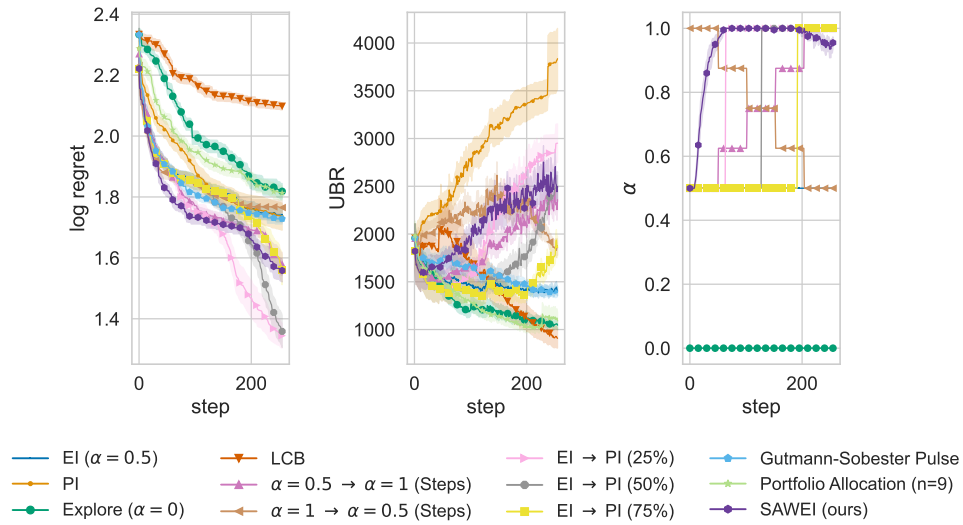 2.4
2.2
2.0
1.8
1.6
1.4
log regret
0
200
step
4000
3500
3000
2500
2000
1500
1000
UBR
0
200
step
1.0
0.8
0.6
0.4
0.2
0.0
α
0
200
step
EI (α = 0.5)
PI
Explore (α = 0)
LCB
α = 0.5 → α = 1 (Steps)
α = 1 → α = 0.5 (Steps)
EI → PI (25%)
EI → PI (50%)
EI → PI (75%)
Gutmann-Sobester Pulse
Portfolio Allocation (n=9)
SAWEI (ours)